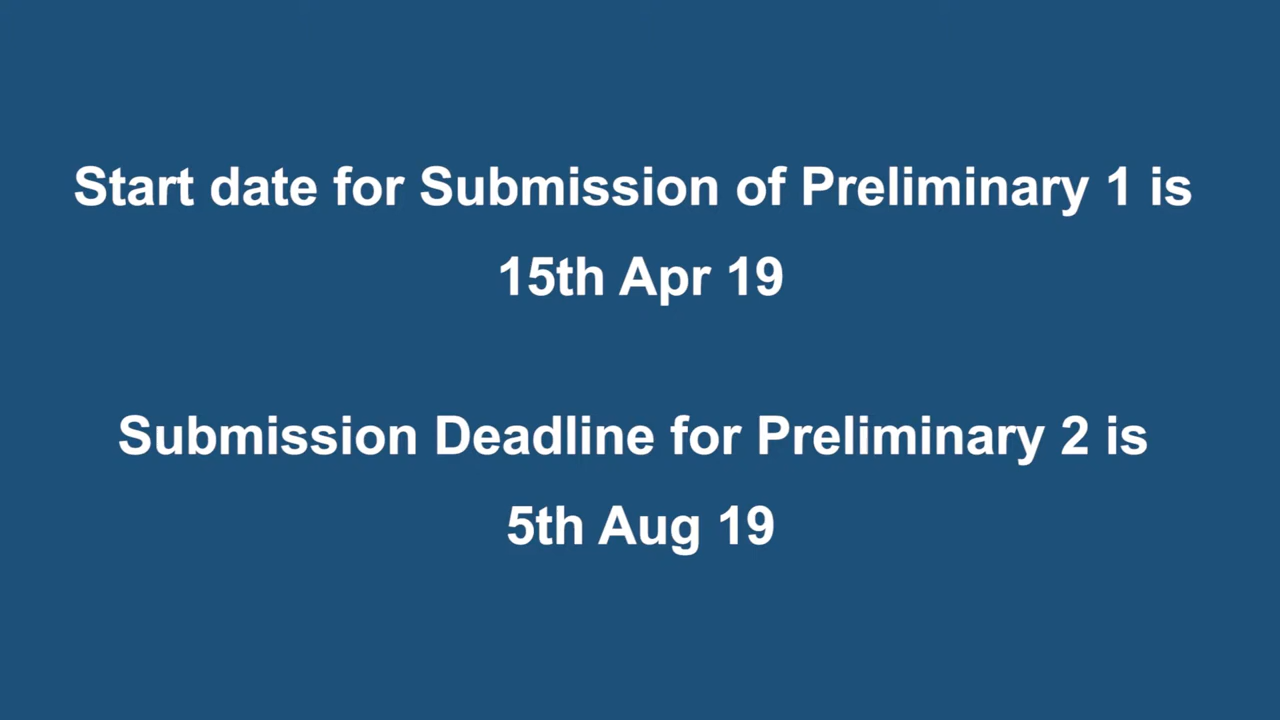 Start date for Submission of Preliminary 1 is
15th Apr 19
Submission Deadline for Preliminary 2 is
5th Aug 19